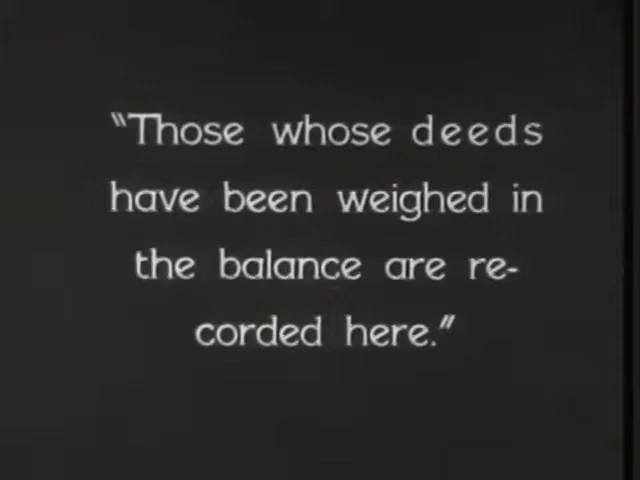 "Those whose deeds
have been weighed in
the balance are re-
corded here."